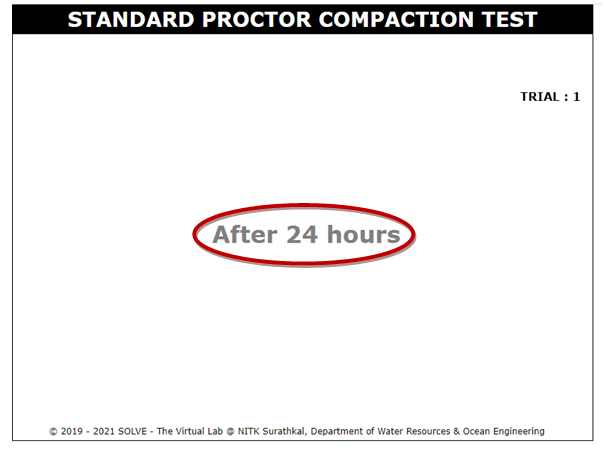 STANDARD PROCTOR COMPACTION TEST
TRIAL : 1
After 24 hours
© 2019 - 2021 SOLVE - The Virtual Lab @ NITK Surathkal, Department of Water Resources & Ocean Engineering